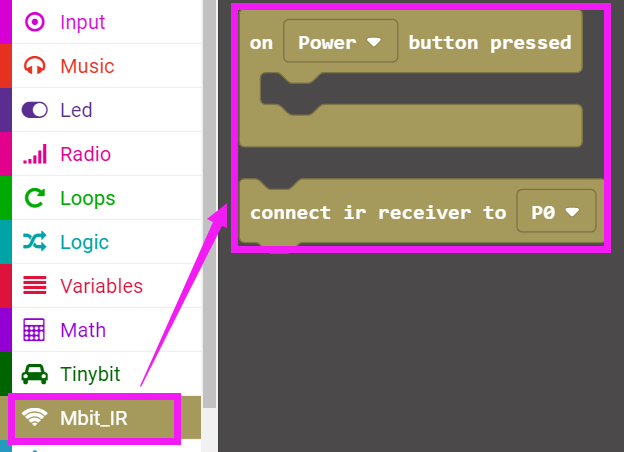 Input
Music
Led
Radio
Loops
Logic
Variables
Math
Tinybit
Mbit_IR
on Power button pressed
connect ir receiver to P0